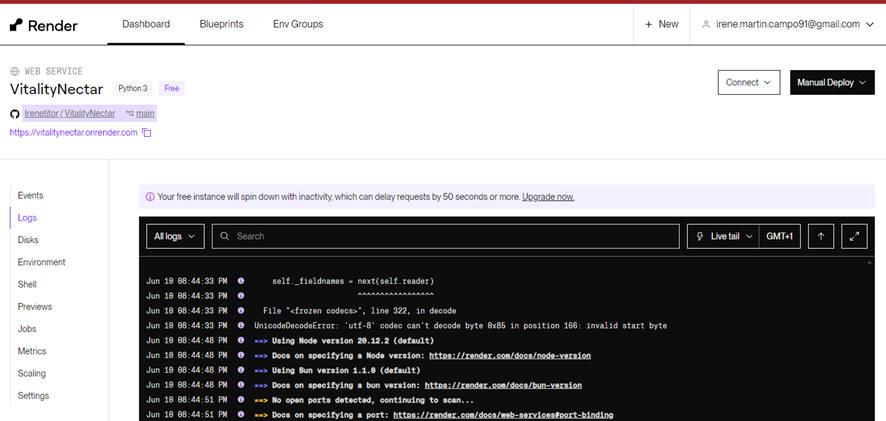 Render Dashboard Blueprints Env Groups + New irene.martin.campo91@gmail.com
WEB SERVICE
VitalityNectar Python 3 Free Connect Manual Deploy
Irenetitor / VitalityNectar main
https://vitalitynectar.onrender.com
Events
Logs
Disks
Environment
Shell
Previews
Jobs
Metrics
Scaling
Settings
Your free instance will spin down with inactivity, which can delay requests by 50 seconds or more. Upgrade now.
All logs Search Live tail GMT+1
Jun 10 08:44:33 PM self._fieldnames = next(self.reader)
Jun 10 08:44:33 PM ^^^^^^^^^^^^^^^^^
Jun 10 08:44:33 PM File "<frozen codecs>", line 322, in decode
Jun 10 08:44:33 PM UnicodeDecodeError: 'utf-8' codec can't decode byte 0x85 in position 166: invalid start byte
Jun 10 08:44:48 PM ==> Using Node version 20.12.2 (default)
Jun 10 08:44:48 PM ==> Docs on specifying a Node version: https://render.com/docs/node-version
Jun 10 08:44:48 PM ==> Using Bun version 1.1.0 (default)
Jun 10 08:44:48 PM ==> Docs on specifying a bun version: https://render.com/docs/bun-version
Jun 10 08:44:51 PM ==> No open ports detected, continuing to scan...
Jun 10 08:44:51 PM ==> Docs on specifying a port: https://render.com/docs/web-services#port-binding